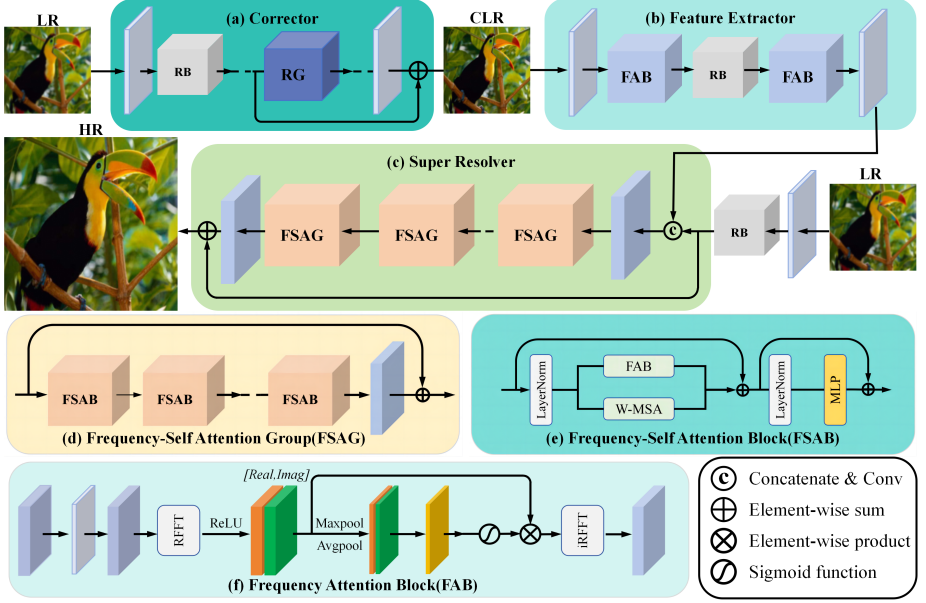 LR
(a) Corrector
CLR
(b) Feature Extractor
RB
RG
FAB
RB
FAB
HR
(c) Super Resolver
LR
FSAG
FSAG
FSAG
C
RB
FSAB
FSAB
FSAB
(d) Frequency-Self Attention Group(FSAG)
LayerNorm
FAB
W-MSA
LayerNorm
MLP
(e) Frequency-Self Attention Block(FSAB)
[Real,Imag]
RFFT
ReLU
Maxpool
Avgpool
iRFFT
(f) Frequency Attention Block(FAB)
C Concatenate & Conv
Element-wise sum
Element-wise product
Sigmoid function